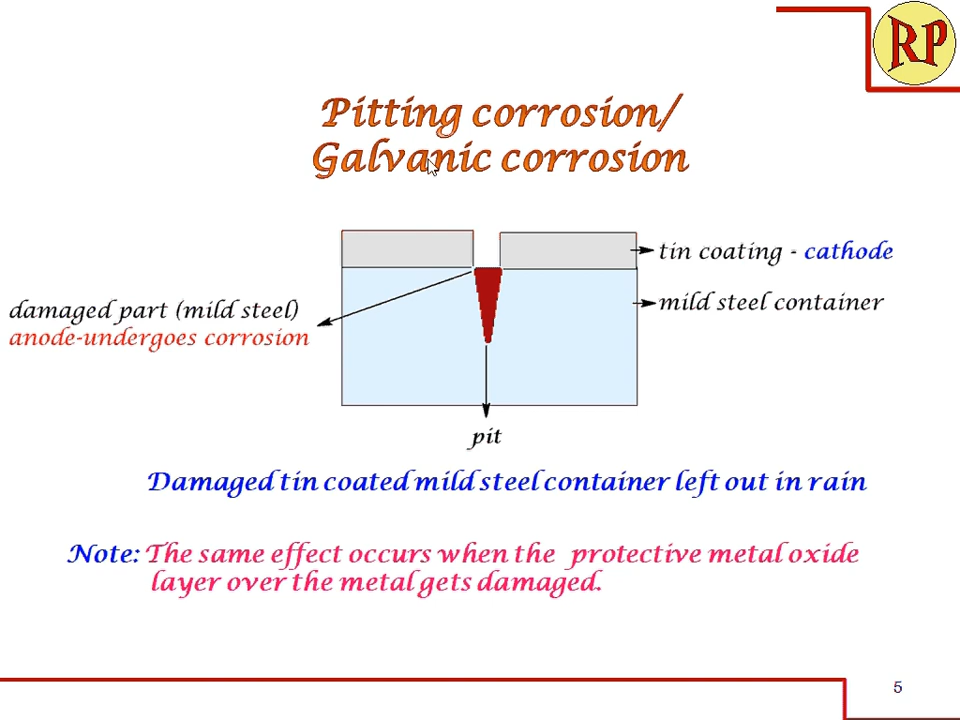 RP
Pitting corrosion/
Galvanic corrosion
tin coating - cathode
mild steel container
damaged part (mild steel)
anode-undergoes corrosion
pit
Damaged tin coated mild steel container left out in rain
Note: The same effect occurs when the protective metal oxide
layer over the metal gets damaged.
5